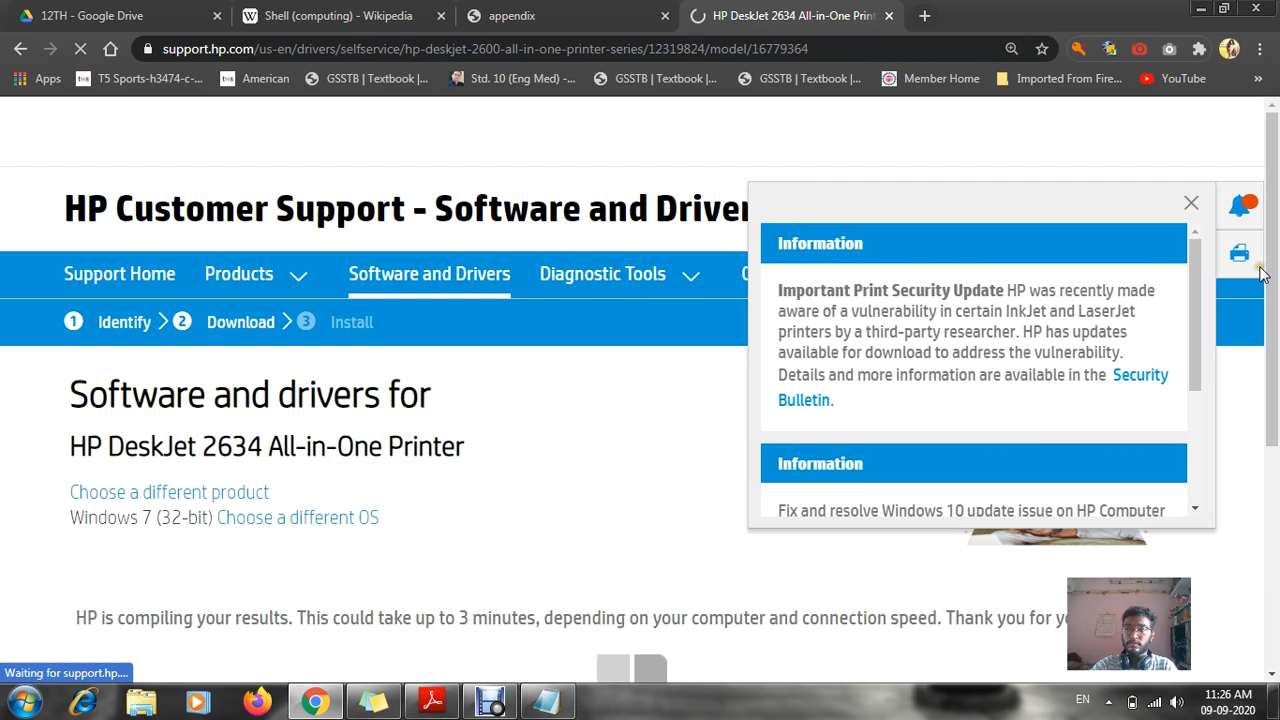 12TH - Google Drive
Shell (computing) - Wikipedia
appendix
HP DeskJet 2634 All-in-One Print
support.hp.com/us-en/drivers/selfservice/hp-deskjet-2600-all-in-one-printer-series/12319824/model/16779364
Apps
T5 Sports-h3474-c-...
American
GSSTB | Textbook |...
Std. 10 (Eng Med) -...
GSSTB | Textbook |...
GSSTB | Textbook |...
Member Home
Imported From Fire...
YouTube
HP Customer Support - Software and Driver
Support Home
Products
Software and Drivers
Diagnostic Tools
1 Identify
2 Download
3 Install
Software and drivers for
HP DeskJet 2634 All-in-One Printer
Choose a different product
Windows 7 (32-bit) Choose a different OS
Information
Important Print Security Update HP was recently made
aware of a vulnerability in certain InkJet and LaserJet
printers by a third-party researcher. HP has updates
available for download to address the vulnerability.
Details and more information are available in the Security
Bulletin.
Information
Fix and resolve Windows 10 update issue on HP Computer
HP is compiling your results. This could take up to 3 minutes, depending on your computer and connection speed. Thank you for
Waiting for support.hp....
EN
11:26 AM
09-09-2020